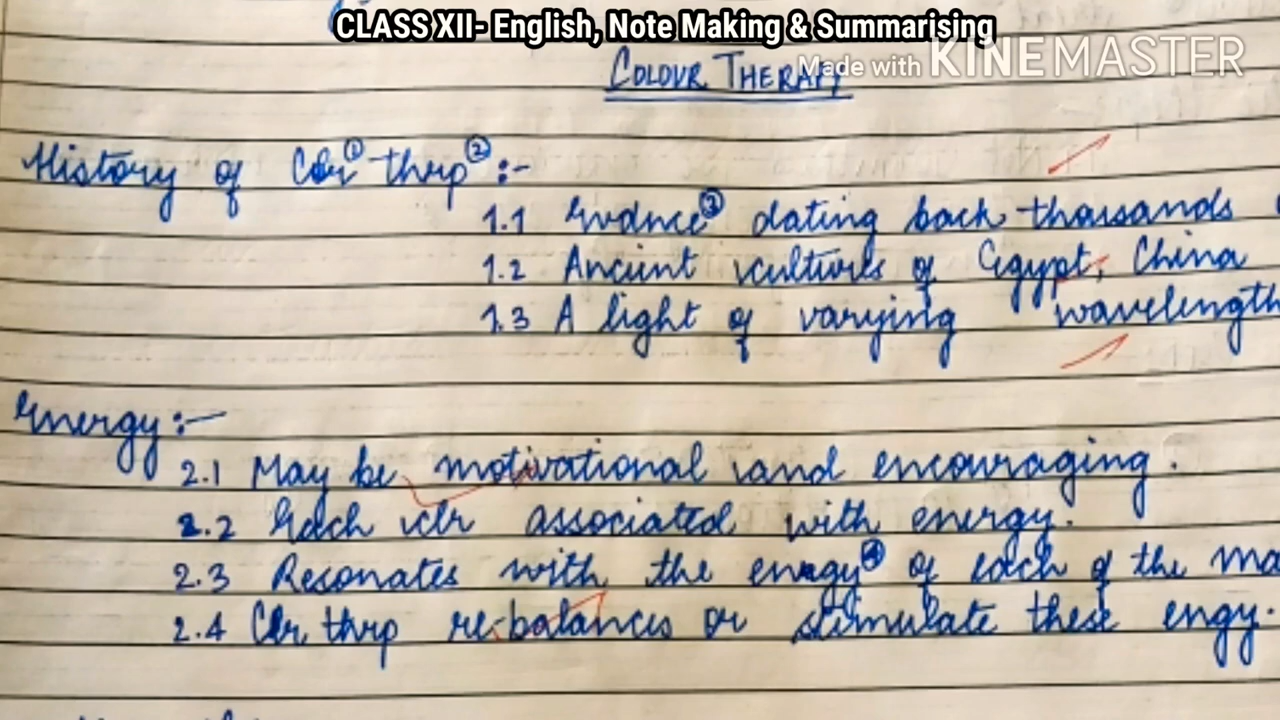 CLASS XII- English, Note Making & Summarising
Made with KINEMASTER
COLOUR THERAPY
History of Clr① thrp②:-
1.1 Evdnce③ dating back thousands
1.2 Ancient cultures of Egypt, China
1.3 A light of varying wavelength
Energy:-
2.1 May be motivational and encouraging.
2.2 Each clr associated with energy.
2.3 Resonates with the enrgy④ of each of the ma
2.4 Clr thrp re-balances or stimulate these engy.